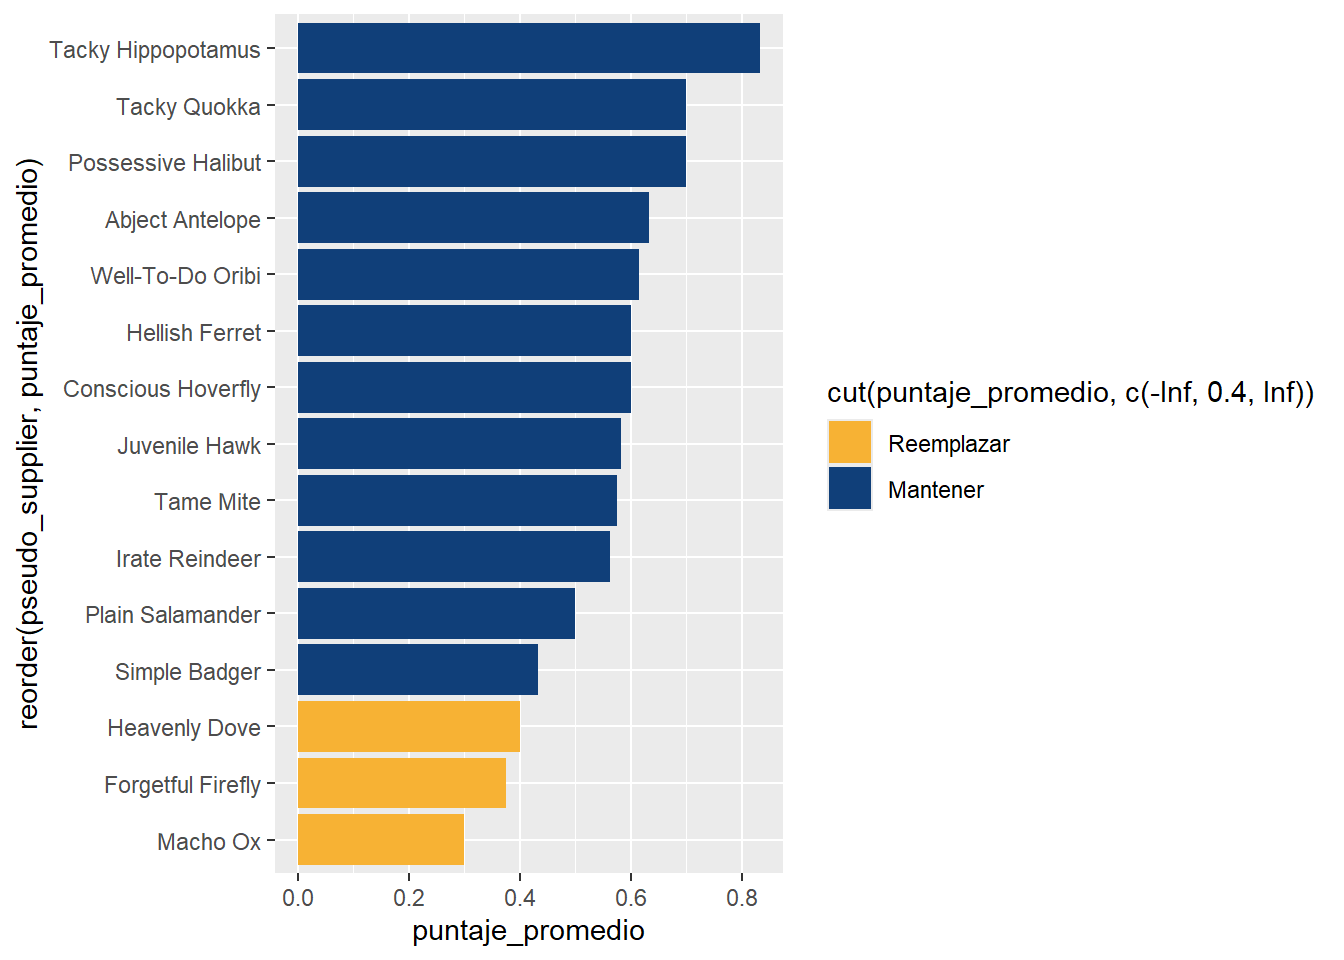 reorder(pseudo_supplier, puntaje_promedio)
Tacky Hippopotamus
Tacky Quokka
Possessive Halibut
Abject Antelope
Well-To-Do Oribi
Hellish Ferret
Conscious Hoverfly
Juvenile Hawk
Tame Mite
Irate Reindeer
Plain Salamander
Simple Badger
Heavenly Dove
Forgetful Firefly
Macho Ox
0.0 0.2 0.4 0.6 0.8
puntaje_promedio
cut(puntaje_promedio, c(-Inf, 0.4, Inf))
Reemplazar
Mantener